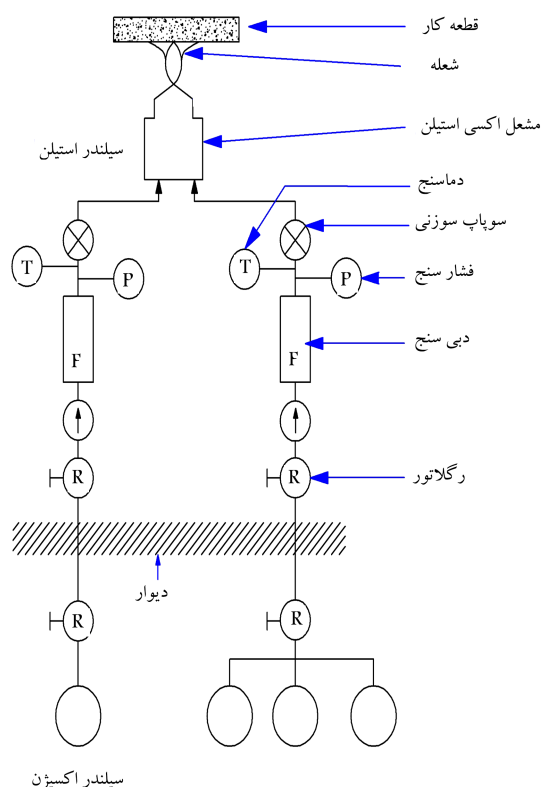 قطعه کار
شعله
مشعل اکسی استیلن
سیلندر استیلن
دماسنج
سوپاپ سوزنی
T
P
T
P
فشار سنج
F
F
دبی سنج
R
R
رگلاتور
دیوار
R
R
سیلندر اکسیژن